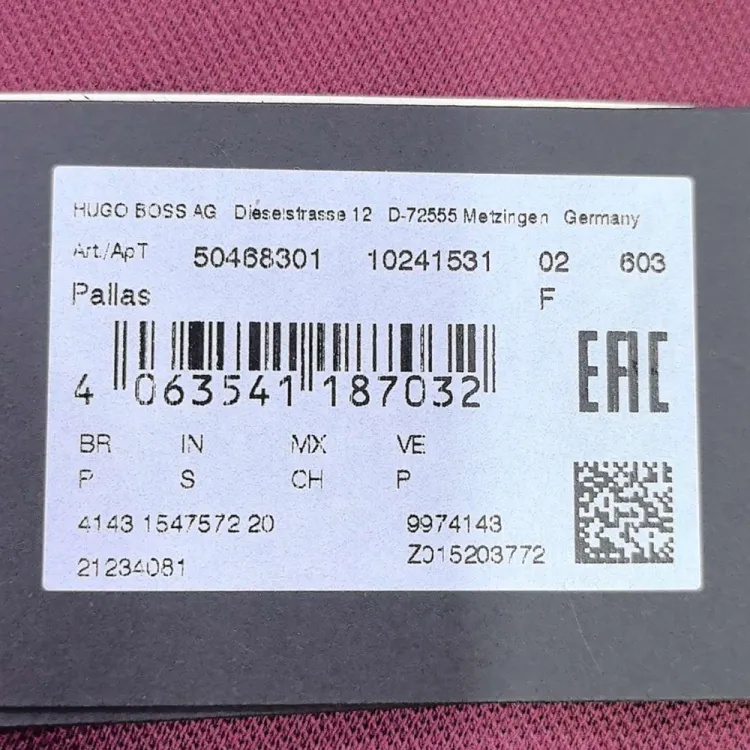 HUGO BOSS AG Dieselstrasse 12 D-72555 Metzingen Germany
Art./ApT 50468301 10241531 02 603
Pallas F
EAC
4 063541 187032
BR IN MX VE
P S CH P
4143 1547572 20 9974143
21234081 Z015203772